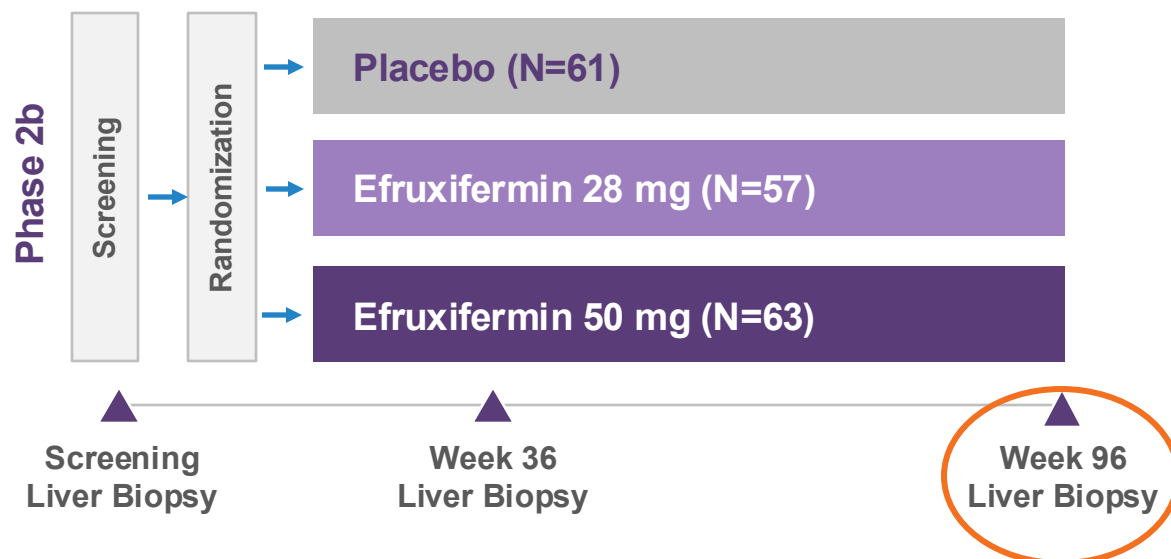 Phase 2b
Screening
Randomization
Placebo (N=61)
Efruxifermin 28 mg (N=57)
Efruxifermin 50 mg (N=63)
Screening
Liver Biopsy
Week 36
Liver Biopsy
Week 96
Liver Biopsy